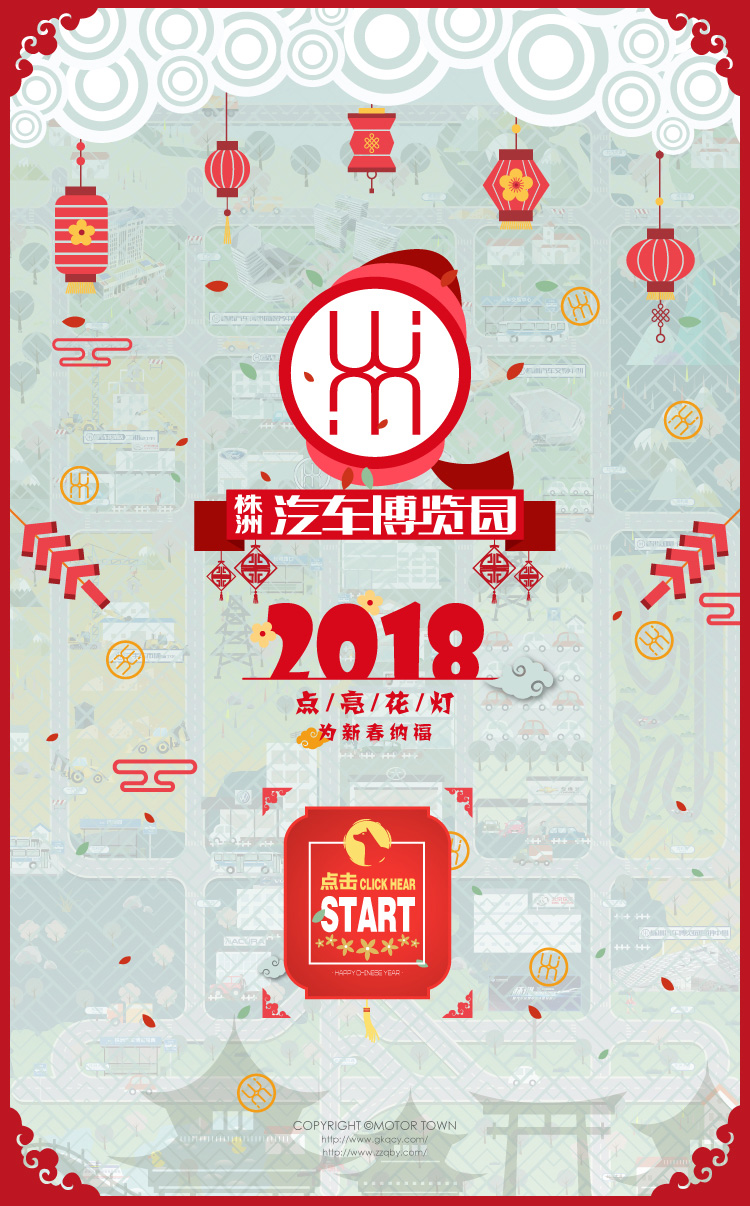 株洲 汽车博览园
2018
点/亮/花/灯
为新春纳福
点击 CLICK HEAR
START
·HAPPY CHINESE YEAR·
COPYRIGHT ©MOTOR TOWN
http://www.gkacy.com/
http://www.zzqby.com/
ACURA